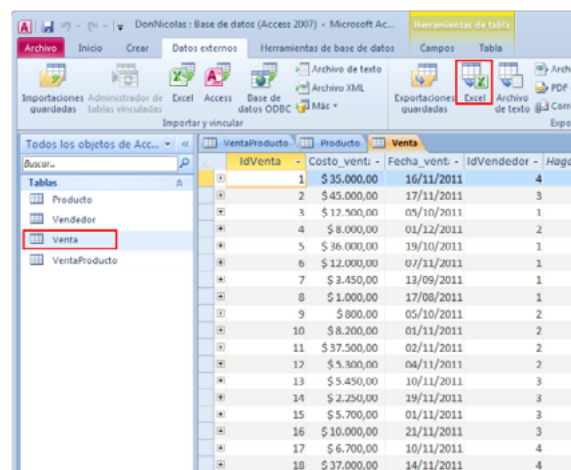 DonNicolas : Base de datos (Access 2007) - Microsoft Ac...
Herramientas de tabla
Archivo Inicio Crear Datos externos Herramientas de base de datos Campos Tabla
Importaciones guardadas
Administrador de tablas vinculadas
Excel
Access
Base de datos ODBC
Archivo de texto
Archivo XML
Más
Exportaciones guardadas
Excel
Archivo de texto
PDF
Importar y vincular
Todos los objetos de Acc...
Buscar...
Tablas
Producto
Vendedor
Venta
VentaProducto
VentaProducto Producto Venta
IdVenta Costo_vent Fecha_vent IdVendedor
1 $ 35.000,00 16/11/2011 4
2 $ 45.000,00 17/11/2011 3
3 $ 12.500,00 05/10/2011 1
4 $ 8.000,00 01/12/2011 2
5 $ 36.000,00 19/10/2011 1
6 $ 12.000,00 07/11/2011 1
7 $ 3.450,00 13/09/2011 1
8 $ 1.000,00 17/08/2011 1
9 $ 800,00 05/10/2011 2
10 $ 8.200,00 01/11/2011 2
11 $ 37.500,00 02/11/2011 2
12 $ 5.300,00 04/11/2011 2
13 $ 5.450,00 10/11/2011 3
14 $ 2.250,00 19/11/2011 3
15 $ 5.700,00 01/11/2011 3
16 $ 10.000,00 21/11/2011 3
17 $ 6.700,00 10/11/2011 4
18 $ 37.000,00 14/11/2011 4